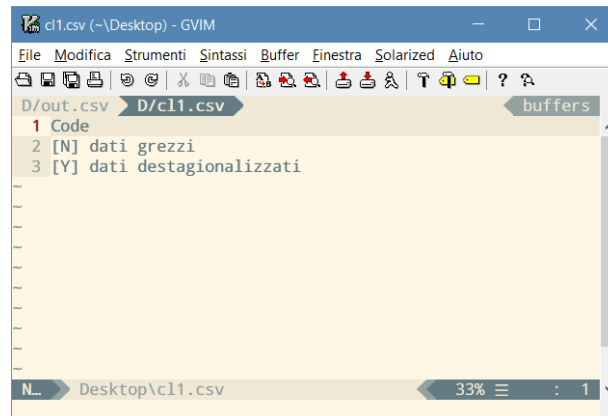 cl1.csv (~\Desktop) - GVIM
File Modifica Strumenti Sintassi Buffer Finestra Solarized Aiuto
D/out.csv D/cl1.csv buffers
1 Code
2 [N] dati grezzi
3 [Y] dati destagionalizzati
~
~
~
~
~
~
~
~
~
~
N… Desktop\cl1.csv 33% ☰ : 1